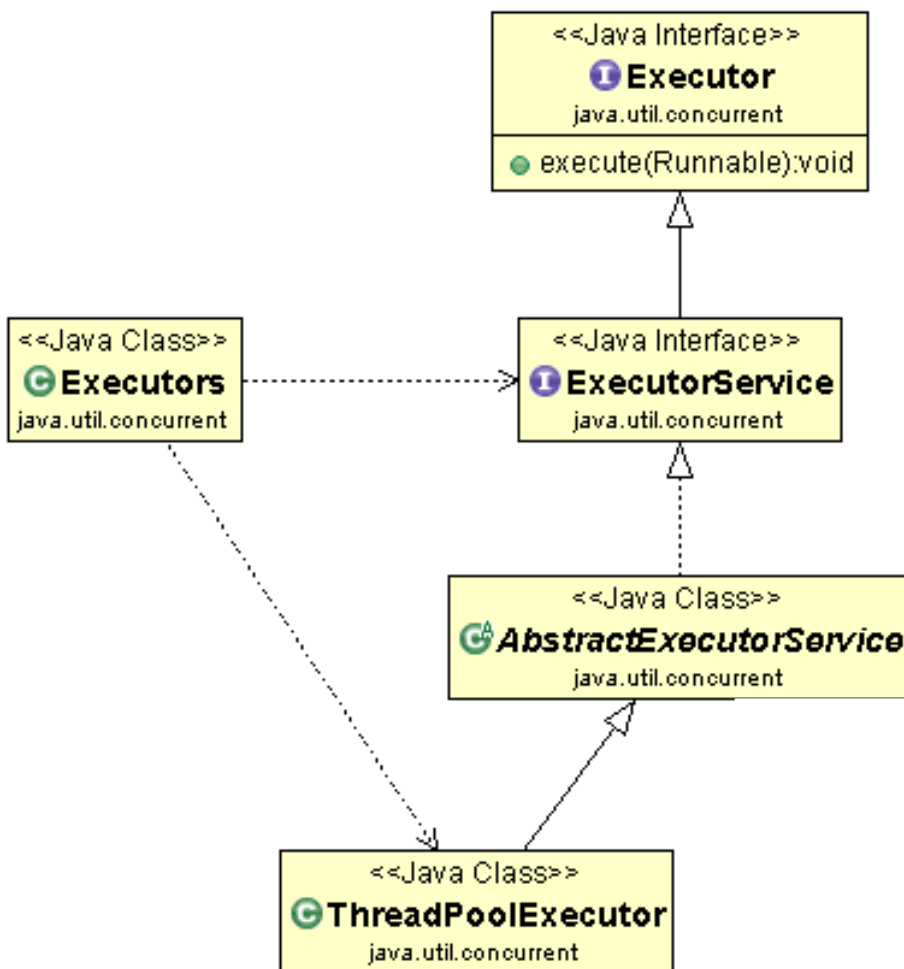 <<Java Interface>>
I Executor
java.util.concurrent
execute(Runnable):void
<<Java Class>>
C Executors
java.util.concurrent
<<Java Interface>>
I ExecutorService
java.util.concurrent
<<Java Class>>
C A AbstractExecutorService
java.util.concurrent
<<Java Class>>
C ThreadPoolExecutor
java.util.concurrent